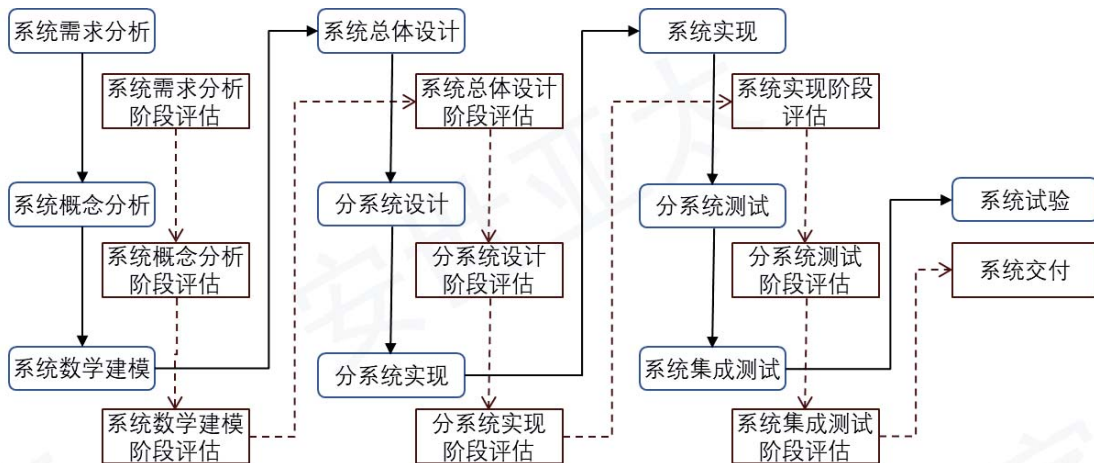 系统需求分析
系统总体设计
系统实现
系统需求分析
阶段评估
系统总体设计
阶段评估
系统实现阶段
评估
系统概念分析
分系统设计
分系统测试
系统试验
系统概念分析
阶段评估
分系统设计
阶段评估
分系统测试
阶段评估
系统交付
系统数学建模
分系统实现
系统集成测试
系统数学建模
阶段评估
分系统实现
阶段评估
系统集成测试
阶段评估
安世亚太